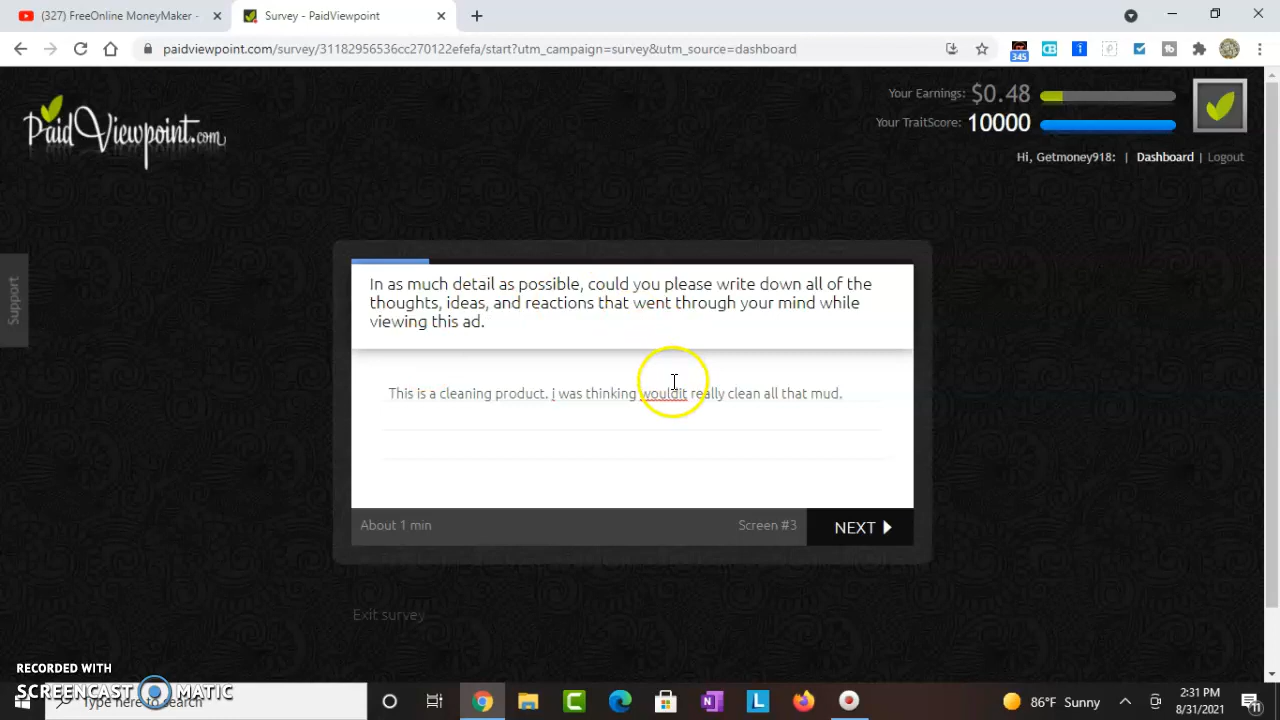 (327) FreeOnline MoneyMaker -
Survey - PaidViewpoint
paidviewpoint.com/survey/31182956536cc270122efefa/start?utm_campaign=survey&utm_source=dashboard
345
CB
PaidViewpoint.com
Your Earnings: $0.48
Your TraitScore: 10000
Hi, Getmoney918: | Dashboard | Logout
Support
In as much detail as possible, could you please write down all of the
thoughts, ideas, and reactions that went through your mind while
viewing this ad.
This is a cleaning product. i was thinking wouldit really clean all that mud.
About 1 min
Screen #3
NEXT
Exit survey
RECORDED WITH
SCREENCAST MATIC
Type here to search
86°F Sunny
2:31 PM
8/31/2021